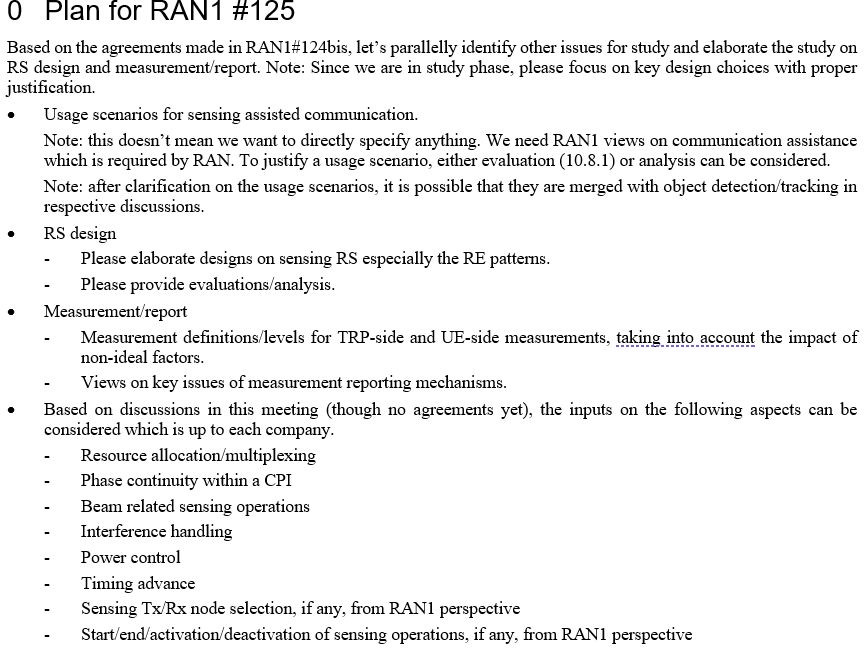 0 Plan for RAN1 #125
Based on the agreements made in RAN1#124bis, let's parallelly identify other issues for study and elaborate the study on
RS design and measurement/report. Note: Since we are in study phase, please focus on key design choices with proper
justification.
• Usage scenarios for sensing assisted communication.
Note: this doesn't mean we want to directly specify anything. We need RAN1 views on communication assistance
which is required by RAN. To justify a usage scenario, either evaluation (10.8.1) or analysis can be considered.
Note: after clarification on the usage scenarios, it is possible that they are merged with object detection/tracking in
respective discussions.
• RS design
- Please elaborate designs on sensing RS especially the RE patterns.
- Please provide evaluations/analysis.
• Measurement/report
- Measurement definitions/levels for TRP-side and UE-side measurements, taking into account the impact of
non-ideal factors.
- Views on key issues of measurement reporting mechanisms.
• Based on discussions in this meeting (though no agreements yet), the inputs on the following aspects can be
considered which is up to each company.
- Resource allocation/multiplexing
- Phase continuity within a CPI
- Beam related sensing operations
- Interference handling
- Power control
- Timing advance
- Sensing Tx/Rx node selection, if any, from RAN1 perspective
- Start/end/activation/deactivation of sensing operations, if any, from RAN1 perspective